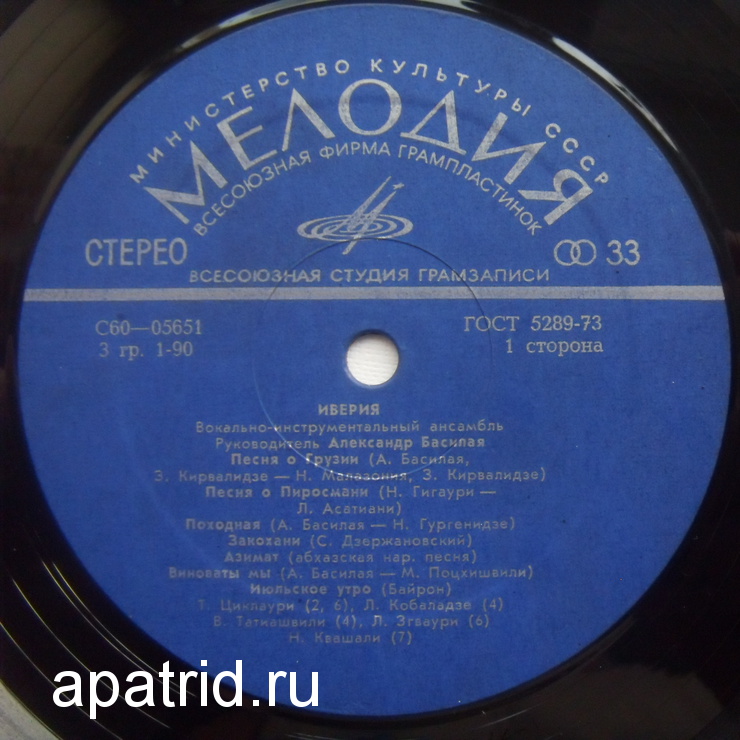 МИНИСТЕРСТВО КУЛЬТУРЫ СССР
МЕЛОДИЯ
ВСЕСОЮЗНАЯ ФИРМА ГРАМПЛАСТИНОК
СТЕРЕО
33
ВСЕСОЮЗНАЯ СТУДИЯ ГРАМЗАПИСИ
С60—05651
ГОСТ 5289-73
3 гр. 1-90
1 сторона
ИВЕРИЯ
Вокально-инструментальный ансамбль
Руководитель Александр Басилая
Песня о Грузии (А. Басилая,
З. Кирвалидзе — Н. Малазония, З. Кирвалидзе)
Песня о Пиросмани (Н. Гигаури —
Л. Асатиани)
Походная (А. Басилая — Н. Гургенидзе)
Закохани (С. Дзержановский)
Азимат (абхазская нар. песня)
Виноваты мы (А. Басилая — М. Поцхишвили)
Июльское утро (Байрон)
Т. Циклаури (2, 6), Л. Кобаладзе (4)
В. Татиашвили (4), Л. Згваури (6)
Н. Квашали (7)
apatrid.ru